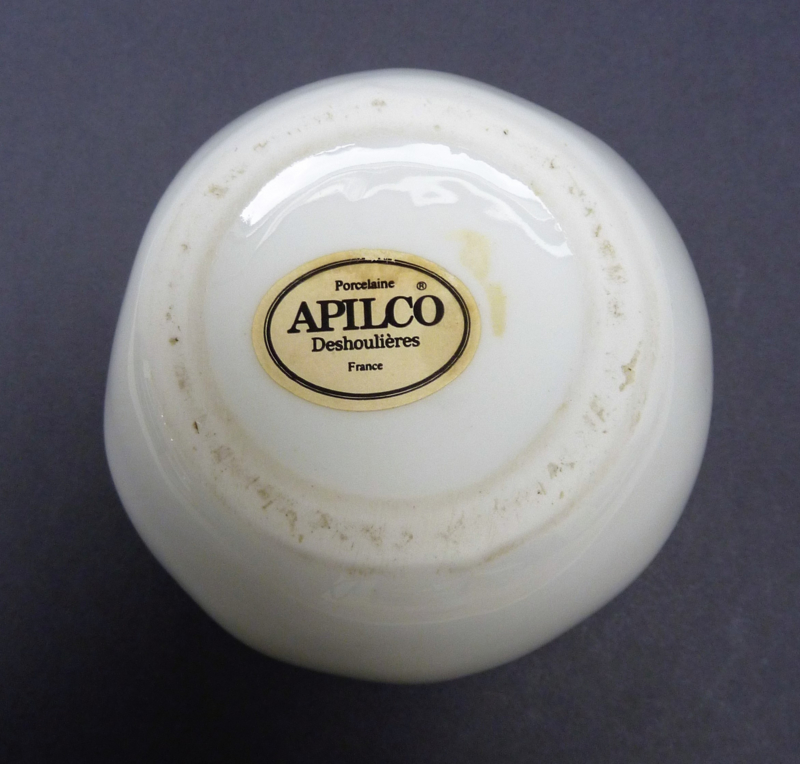 Porcelaine
APILCO®
Deshoulières
France